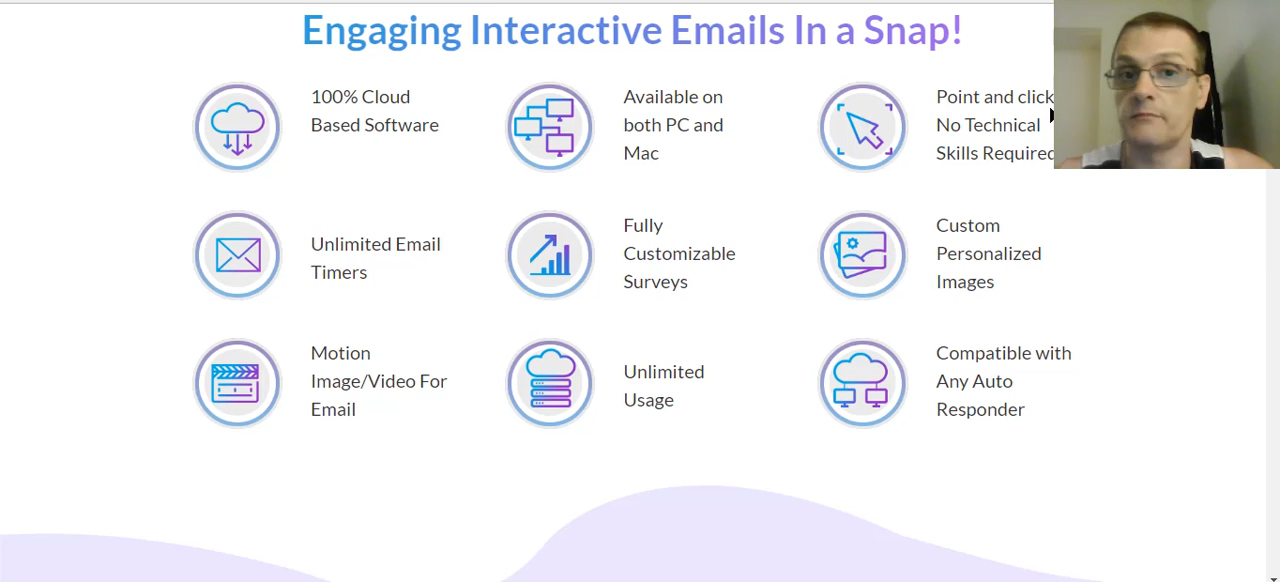 Engaging Interactive Emails In a Snap!
100% Cloud
Based Software
Available on
both PC and
Mac
Point and click
No Technical
Skills Required
Unlimited Email
Timers
Fully
Customizable
Surveys
Custom
Personalized
Images
Motion
Image/Video For
Email
Unlimited
Usage
Compatible with
Any Auto
Responder